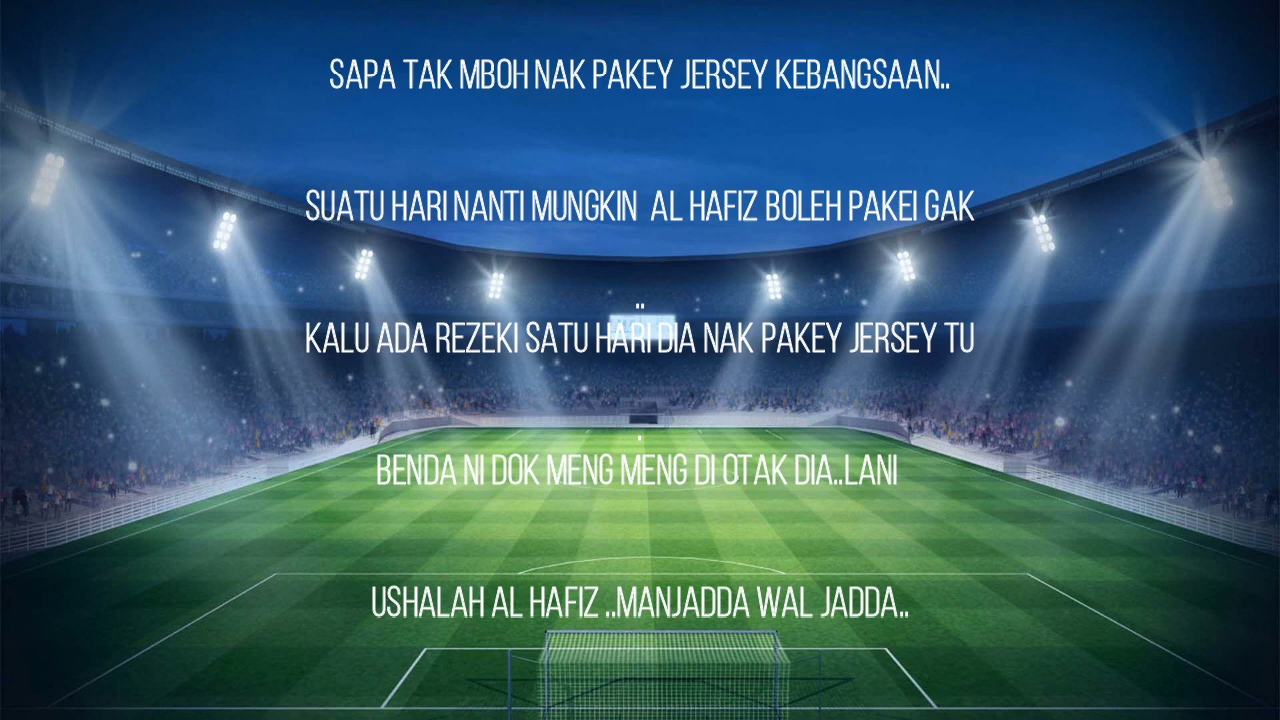 SAPA TAK MBOH NAK PAKEY JERSEY KEBANGSAAN..
SUATU HARI NANTI MUNGKIN  AL HAFIZ BOLEH PAKEI GAK
..
KALU ADA REZEKI SATU HARI DIA NAK PAKEY JERSEY TU
.
BENDA NI DOK MENG MENG DI OTAK DIA..LANI
USHALAH AL HAFIZ ..MANJADDA WAL JADDA..